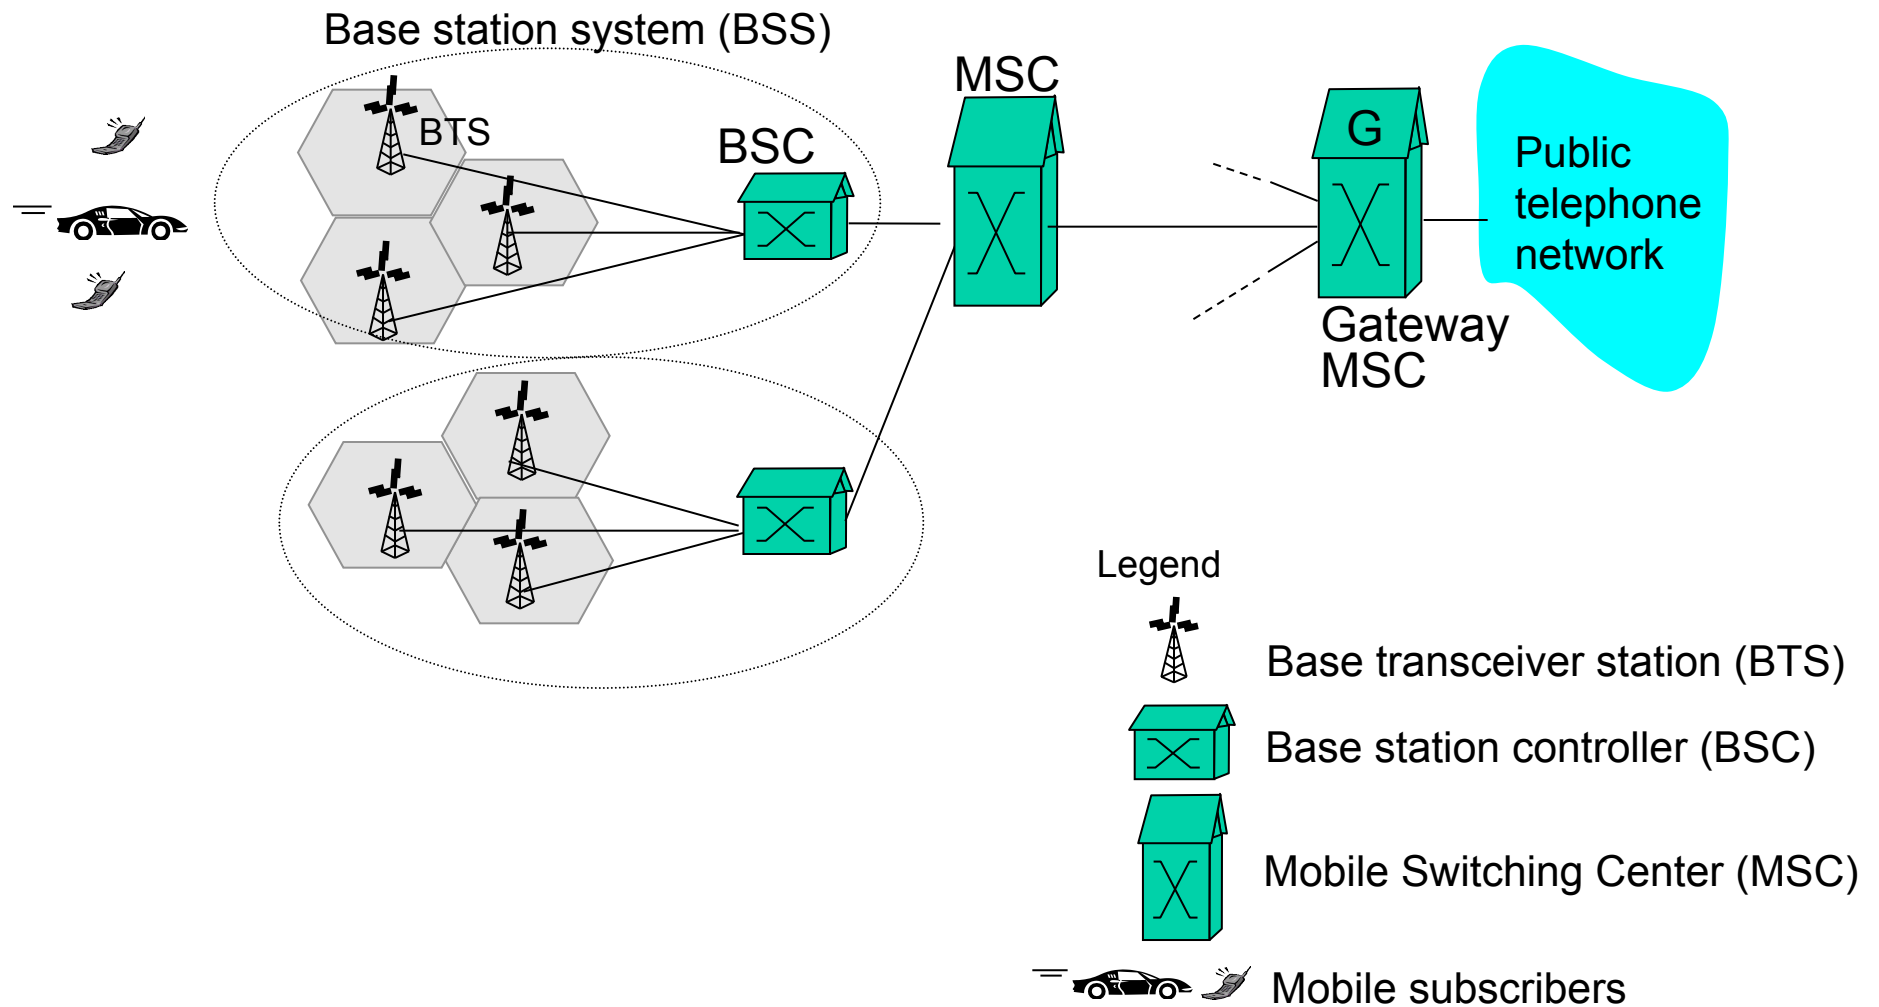 Base station system (BSS)
BTS
BSC
MSC
G
Gateway
MSC
Public
telephone
network
Legend
Base transceiver station (BTS)
Base station controller (BSC)
Mobile Switching Center (MSC)
Mobile subscribers